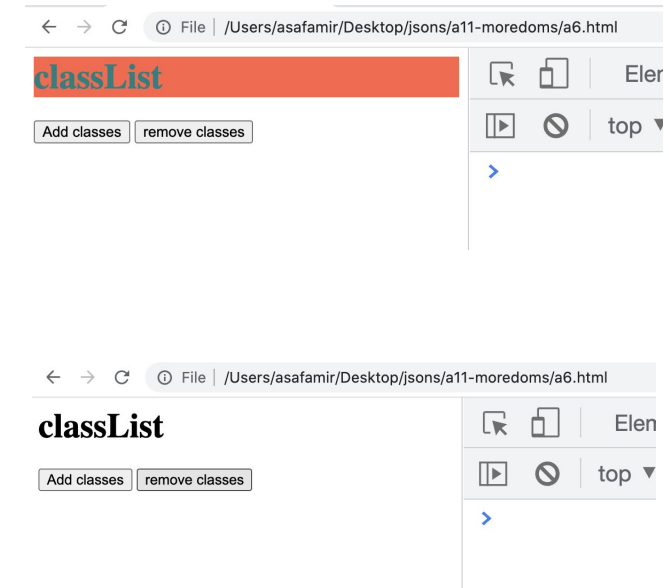 File | /Users/asafamir/Desktop/jsons/a11-moredoms/a6.html
classList
Add classes remove classes
Eler
top
File | /Users/asafamir/Desktop/jsons/a11-moredoms/a6.html
classList
Add classes remove classes
Elen
top